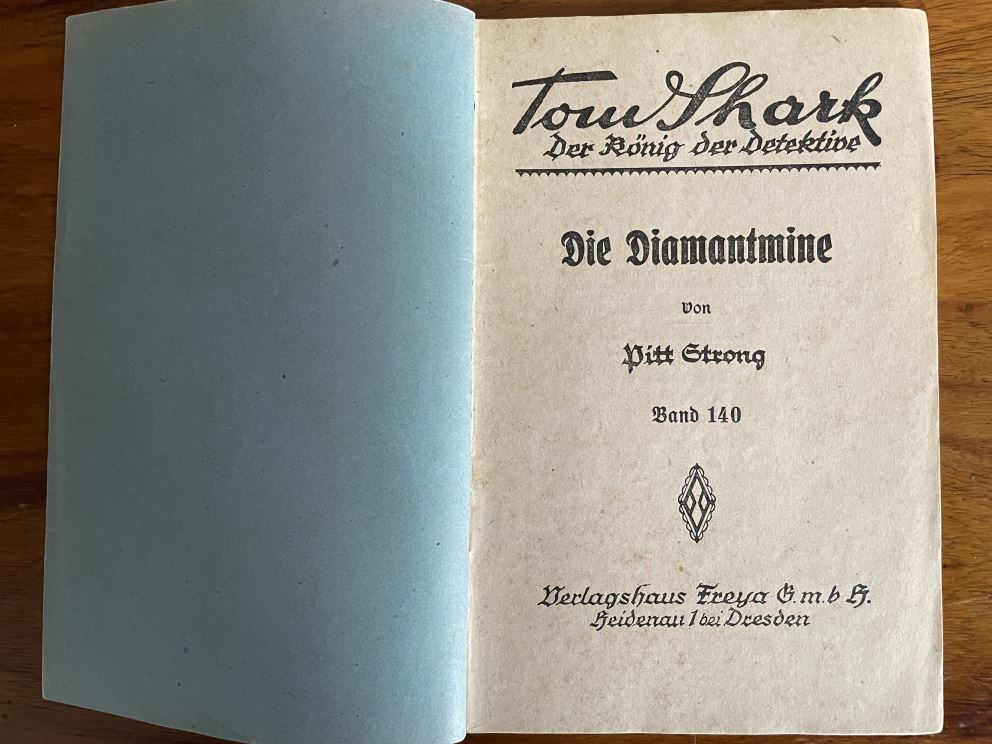 Tom Shark
Der König der Detektive
Die Diamantmine
von
Pitt Strong
Band 140
Verlagshaus Freya G.m.b H.
Heidenau 1 bei Dresden